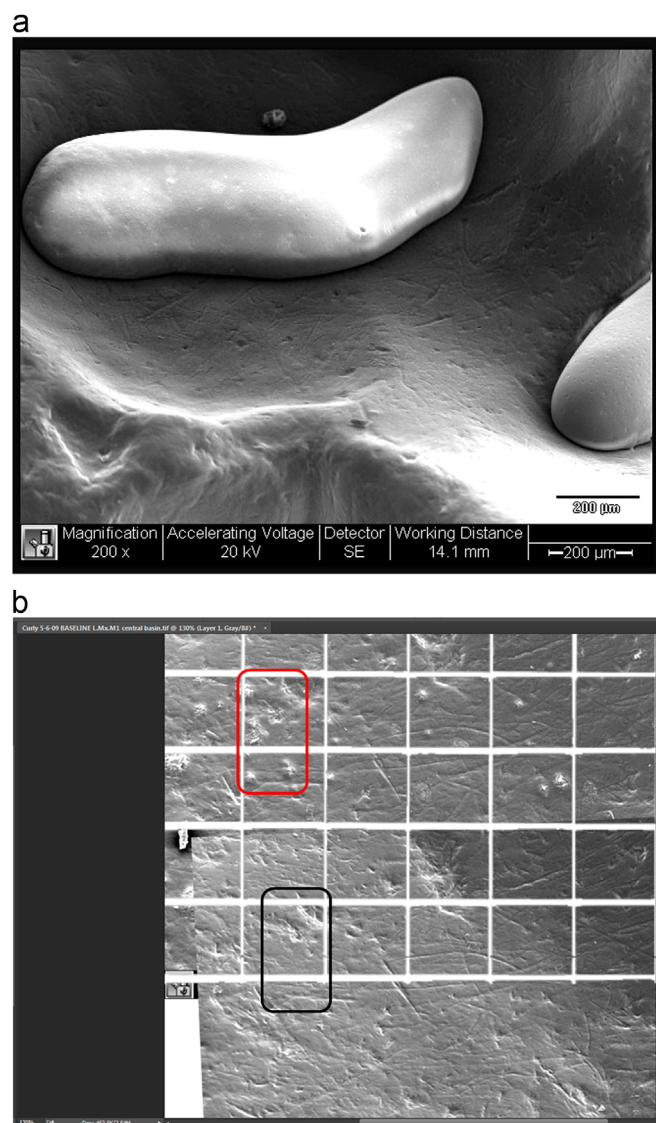 a
200 µm
Magnification Accelerating Voltage Detector Working Distance
200 x 20 kV SE 14.1 mm
200 µm
b
Curly 5-6-09 BASELINE L.Mx.M1 central basin.tif @ 130% (Layer 1, Gray/8#) * ×
130%